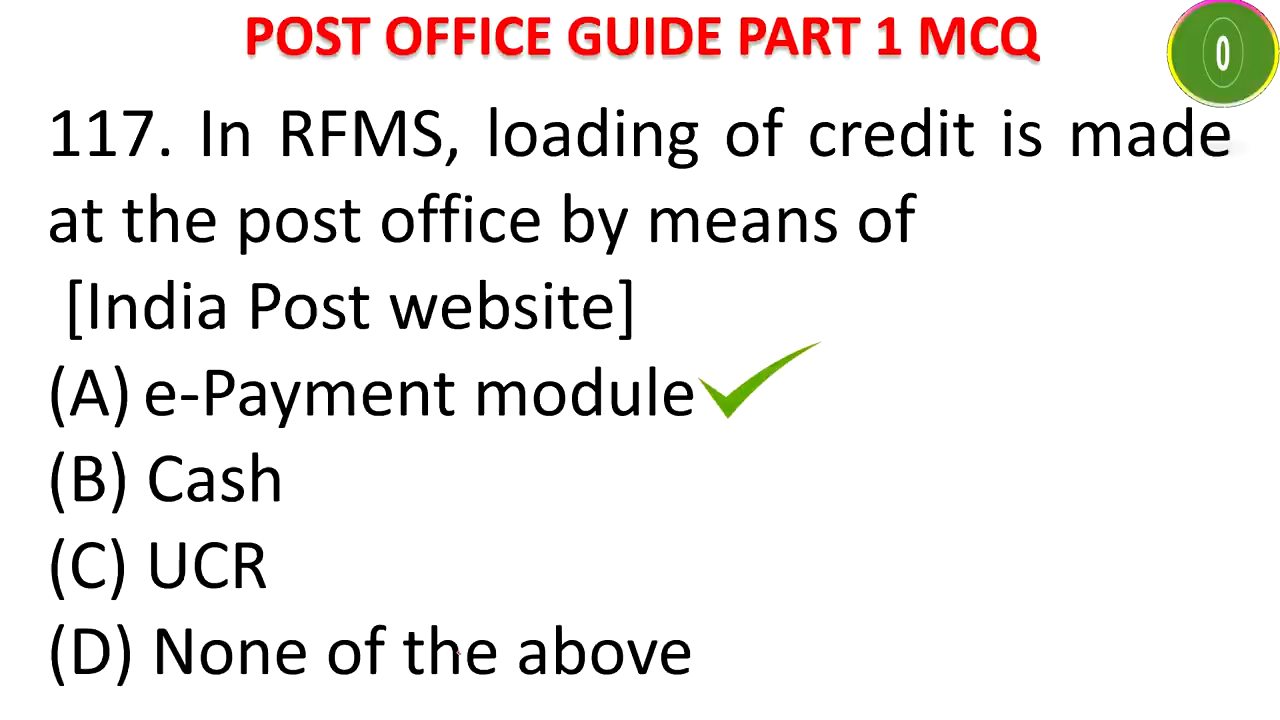 POST OFFICE GUIDE PART 1 MCQ
0
117. In RFMS, loading of credit is made
at the post office by means of
[India Post website]
(A) e-Payment module
(B) Cash
(C) UCR
(D) None of the above